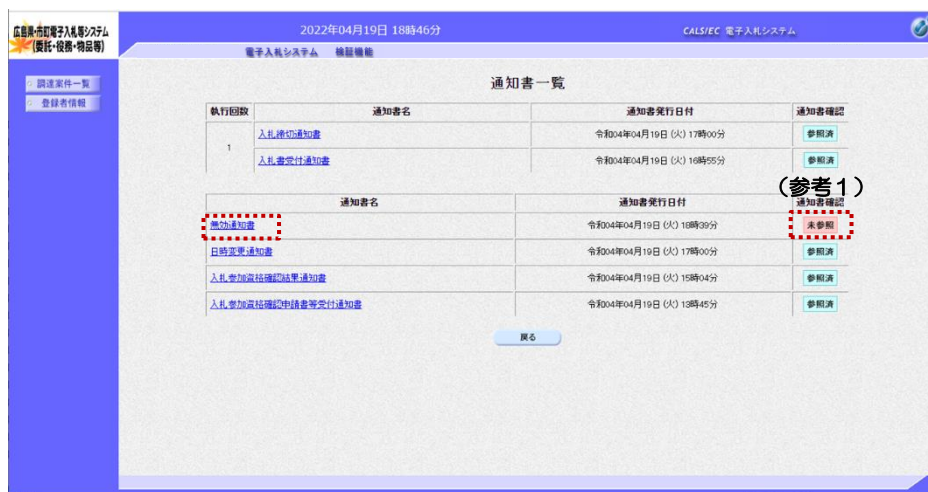 広島県・市町電子入札等システム
(委託・役務・物品等)
2022年04月19日 18時46分
CALS/EC 電子入札システム
電子入札システム 検証機能
調達案件一覧
登録者情報
通知書一覧
執行回数 通知書名 通知書発行日付 通知書確認
1
入札締切通知書 令和04年04月19日 (火) 17時00分 参照済
入札書受付通知書 令和04年04月19日 (火) 16時55分 参照済
(参考1)
通知書名 通知書発行日付 通知書確認
無効通知書 令和04年04月19日 (火) 18時39分 未参照
日時変更通知書 令和04年04月19日 (火) 17時00分 参照済
入札参加資格確認結果通知書 令和04年04月19日 (火) 15時04分 参照済
入札参加資格確認申請書等受付通知書 令和04年04月19日 (火) 13時45分 参照済
戻る